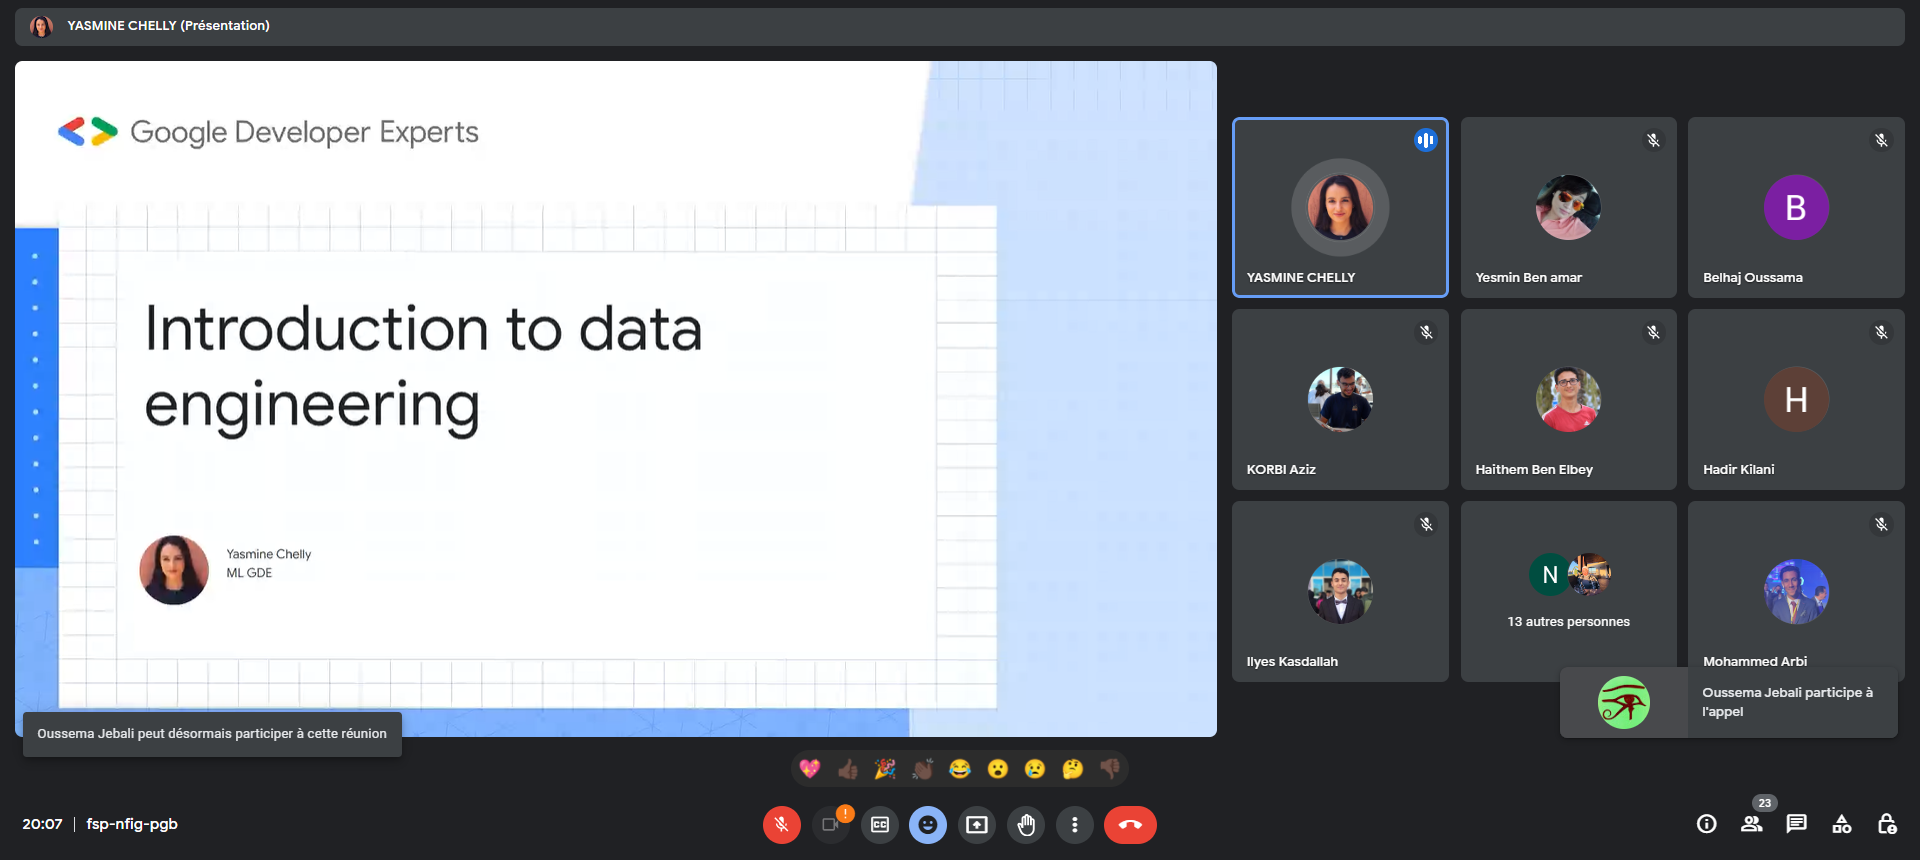 YASMINE CHELLY (Présentation)
Google Developer Experts
Introduction to data
engineering
Yasmine Chelly
ML GDE
Oussema Jebali peut désormais participer à cette réunion
YASMINE CHELLY
Yesmin Ben amar
B
Belhaj Oussama
KORBI Aziz
Haithem Ben Elbey
H
Hadir Kilani
Ilyes Kasdallah
N
13 autres personnes
Mohammed Arbi
Oussema Jebali participe à
l'appel
20:07 | fsp-nfig-pgb
!
CC
23